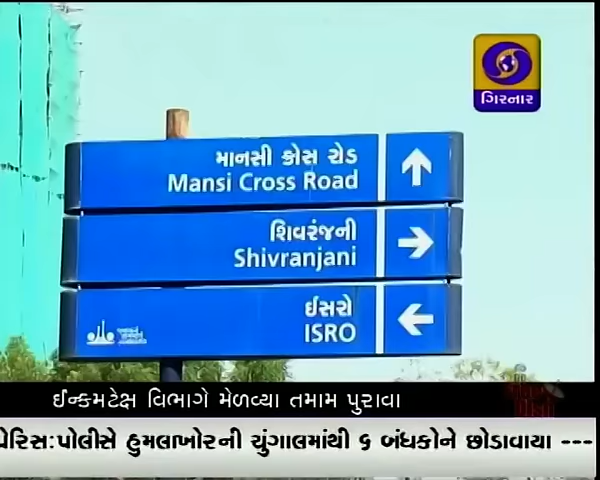 ગિરનાર
માનસી ક્રોસ રોડ
Mansi Cross Road
શિવરંજની
Shivranjani
ઈસરો
ISRO
ઈન્કમટેક્ષ વિભાગે મેળવ્યા તમામ પુરાવા
પેરિસ:પોલીસે હુમલાખોરની ચુંગાલમાંથી ૬ બંધકોને છોડાવાયા ---